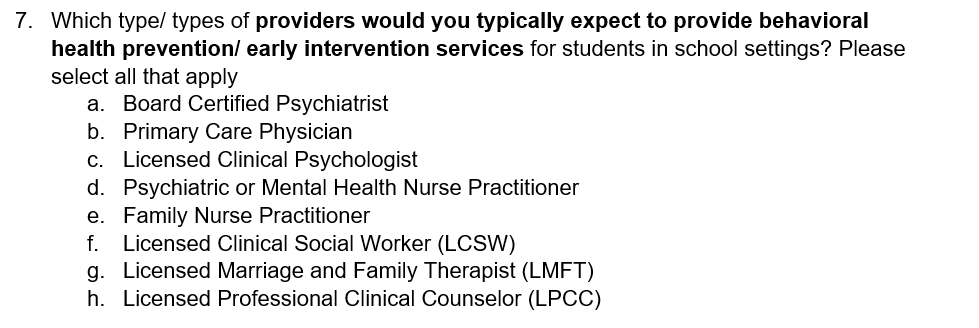 7. Which type/ types of providers would you typically expect to provide behavioral
health prevention/ early intervention services for students in school settings? Please
select all that apply
a. Board Certified Psychiatrist
b. Primary Care Physician
c. Licensed Clinical Psychologist
d. Psychiatric or Mental Health Nurse Practitioner
e. Family Nurse Practitioner
f. Licensed Clinical Social Worker (LCSW)
g. Licensed Marriage and Family Therapist (LMFT)
h. Licensed Professional Clinical Counselor (LPCC)